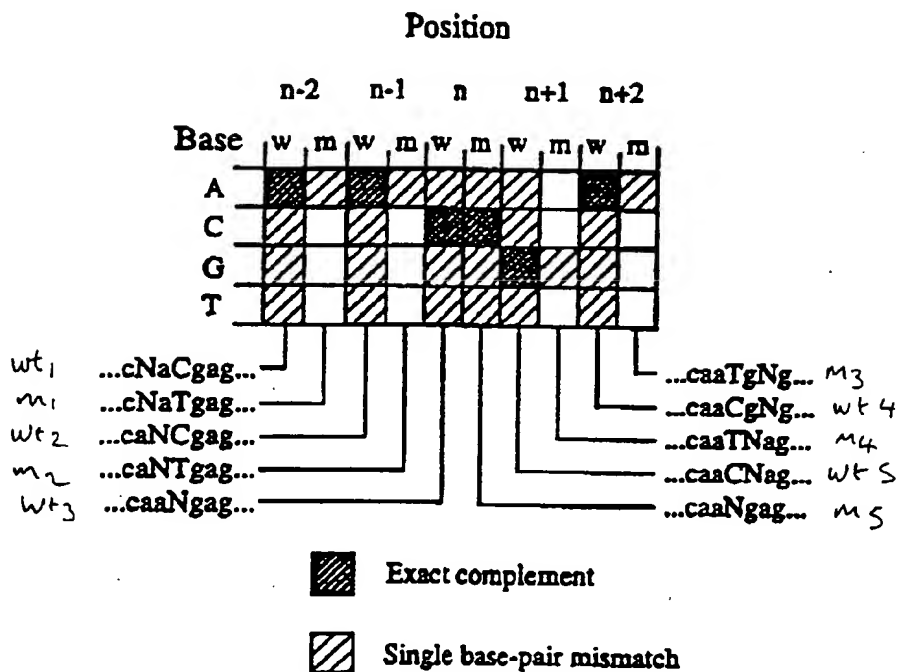 Position
n-2 n-1 n n+1 n+2
Base w m w m w m w m w m
A
C
G
T
wt1 ...cNaCgag...
m1 ...cNaTgag...
wt2 ...caNCgag...
m2 ...caNTgag...
wt3 ...caaNgag...
...caaTgNg... m3
...caaCgNg... wt4
...caaTNag... m4
...caaCNag... wt5
...caaNgag... m5
Exact complement
Single base-pair mismatch